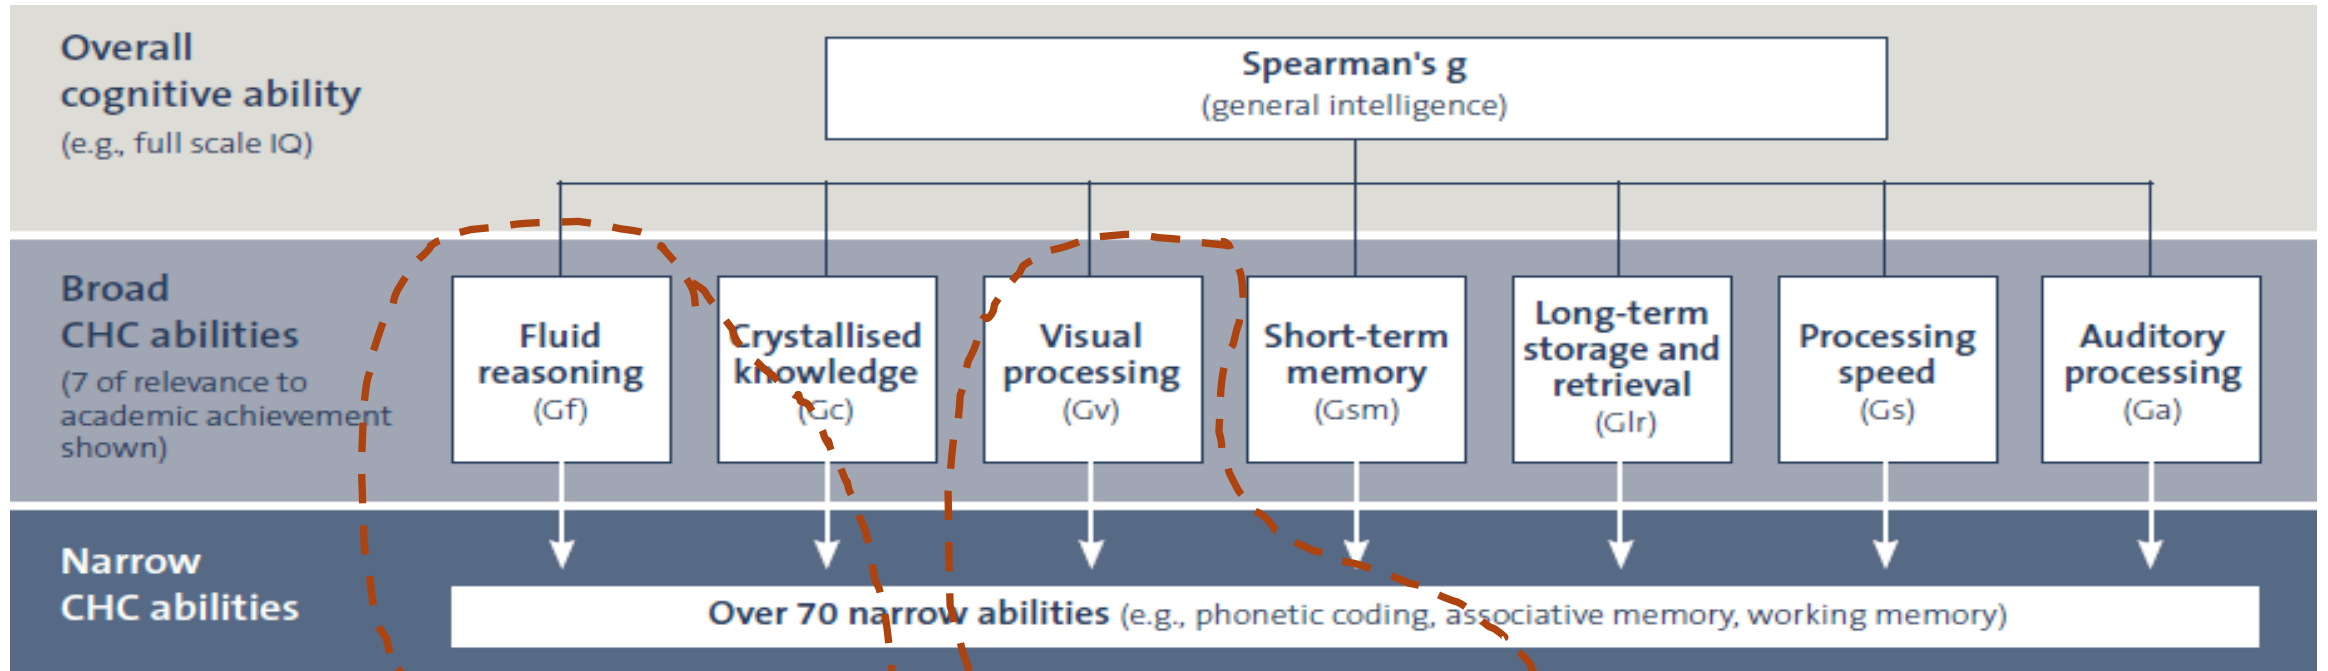 Overall
cognitive ability
(e.g., full scale IQ)
Spearman's g
(general intelligence)
Broad
CHC abilities
(7 of relevance to
academic achievement
shown)
Fluid
reasoning
(Gf)
Crystallised
knowledge
(Gc)
Visual
processing
(Gv)
Short-term
memory
(Gsm)
Long-term
storage and
retrieval
(Glr)
Processing
speed
(Gs)
Auditory
processing
(Ga)
Narrow
CHC abilities
Over 70 narrow abilities (e.g., phonetic coding, associative memory, working memory)